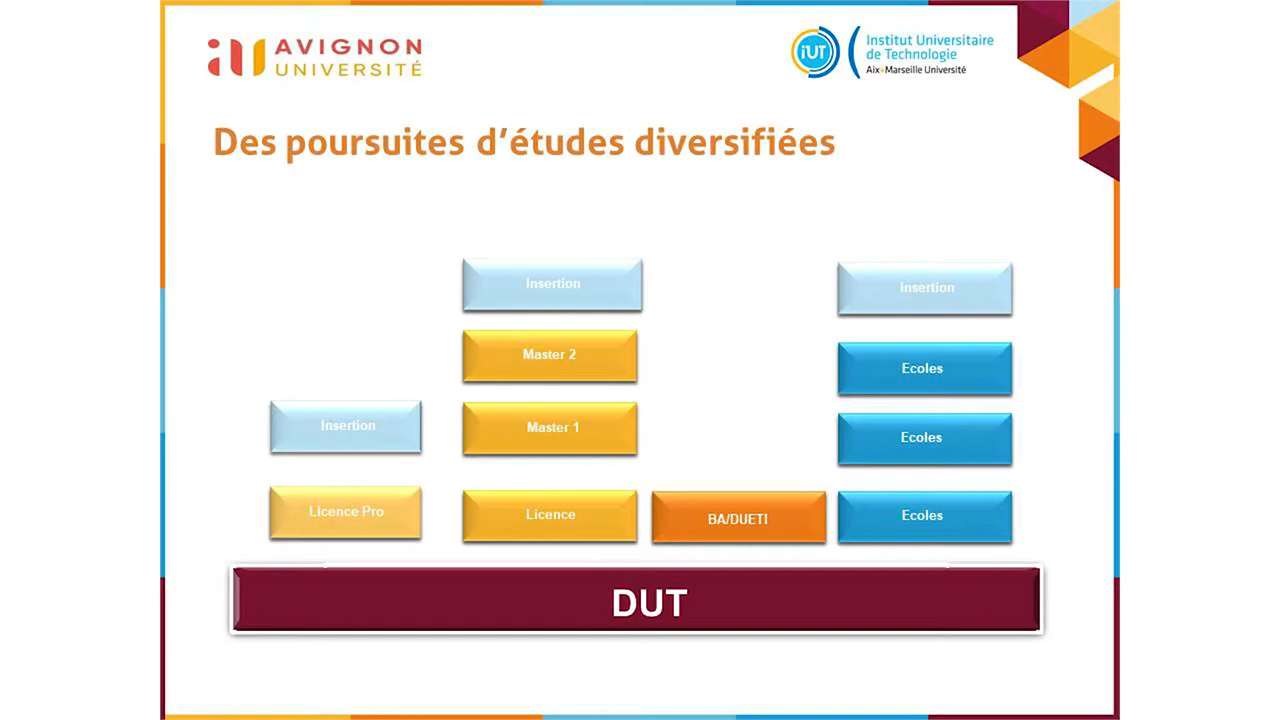 AVIGNON
UNIVERSITÉ
iUT
Institut Universitaire
de Technologie
Aix+Marseille Université
Des poursuites d'études diversifiées
Insertion
Insertion
Master 2
Ecoles
Insertion
Master 1
Ecoles
Licence Pro
Licence
BA/DUETI
Ecoles
DUT